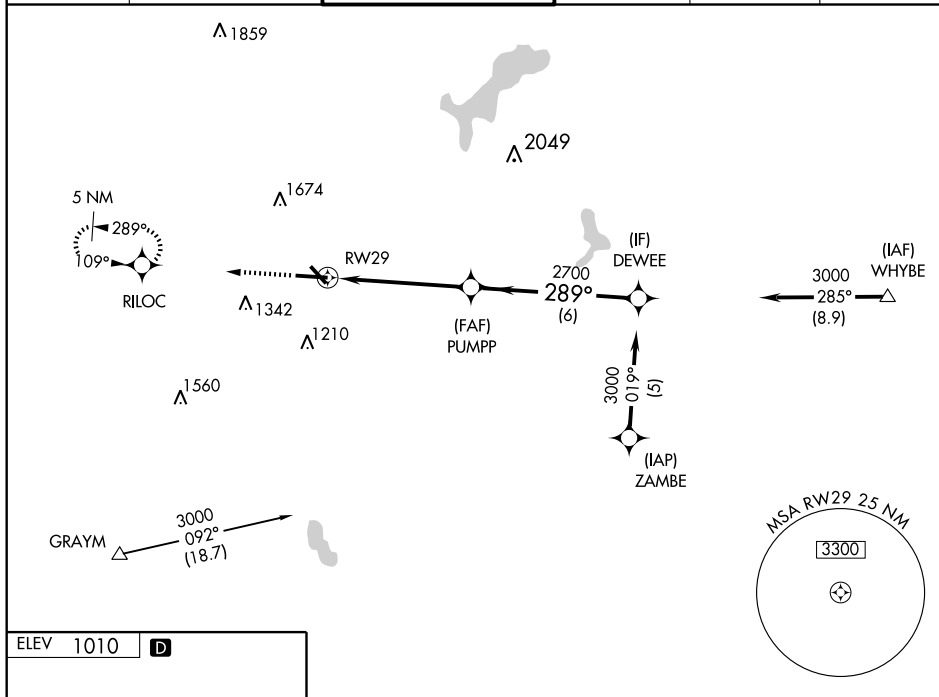 1859
2049
1674
5 NM
289°
109°
RILOC
RW29
(IF)
DEWEE
2700
289°
(6)
(IAF)
WHYBE
3000
285°
(8.9)
(FAF)
PUMPP
1342
1210
1560
3000
019°
(5)
(IAP)
ZAMBE
GRAYM
3000
092°
(18.7)
MSA RW29 25 NM
3300
ELEV 1010 D